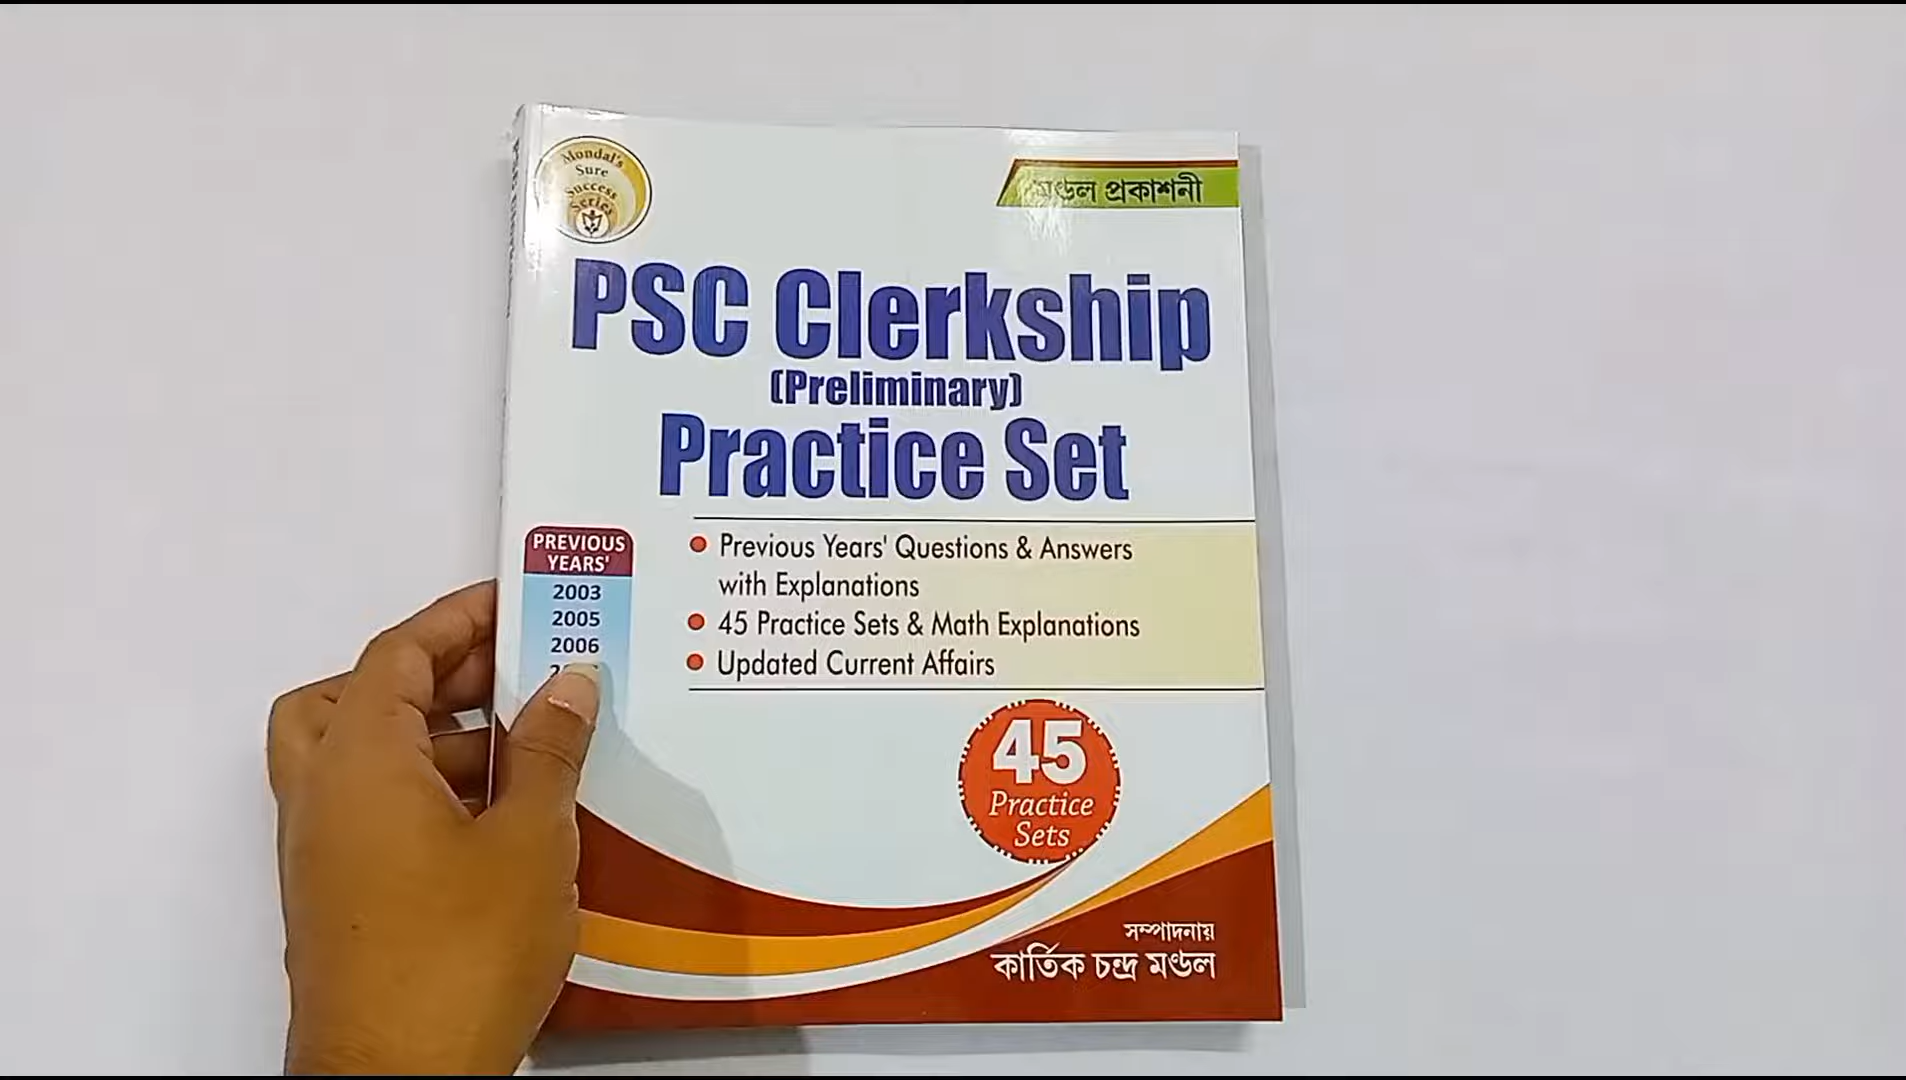 Mondal's
Sure
Success
Series
মণ্ডল প্রকাশনী
PSC Clerkship
(Preliminary)
Practice Set
PREVIOUS
YEARS'
2003
2005
2006
• Previous Years' Questions & Answers
with Explanations
• 45 Practice Sets & Math Explanations
• Updated Current Affairs
45
Practice
Sets
সম্পাদনায়
কার্তিক চন্দ্র মণ্ডল